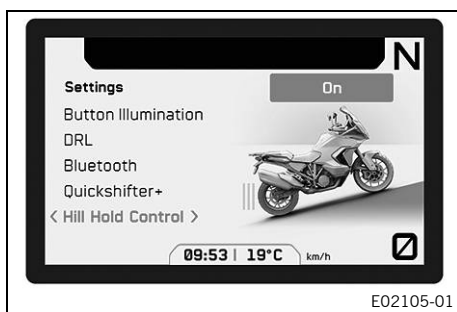 N
Settings
On
Button Illumination
DRL
Bluetooth
Quickshifter+
< Hill Hold Control >
09:53 | 19°C km/h
0
E02105-01